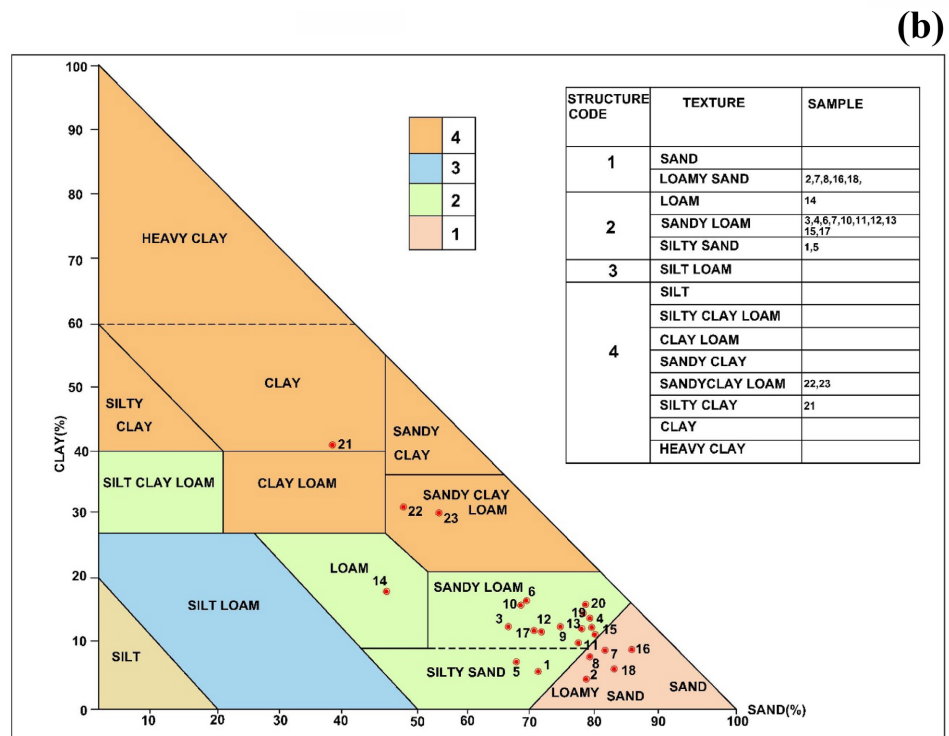 (b)
STRUCTURE CODE TEXTURE SAMPLE
1 SAND
LOAMY SAND 2,7,8,16,18,
2 LOAM 14
SANDY LOAM 3,4,6,7,10,11,12,13
15,17
SILTY SAND 1,5
3 SILT LOAM
4 SILT
SILTY CLAY LOAM
CLAY LOAM
SANDY CLAY
SANDYCLAY LOAM 22,23
SILTY CLAY 21
CLAY
HEAVY CLAY
4
3
2
1
CLAY(%)
100
90
80
70
60
50
40
30
20
10
0
HEAVY CLAY
CLAY
SILTY
CLAY
21
SANDY
CLAY
SILT CLAY LOAM
CLAY LOAM
SANDY CLAY
LOAM
22
23
LOAM
14
SANDY LOAM
6
10
20
19
4
3
12
13
15
17
9
11
SILT LOAM
SILT
SILTY SAND
5
1
7
16
8
18
2
LOAMY
SAND
SAND
10 20 30 40 50 60 70 80 90 100 SAND(%)